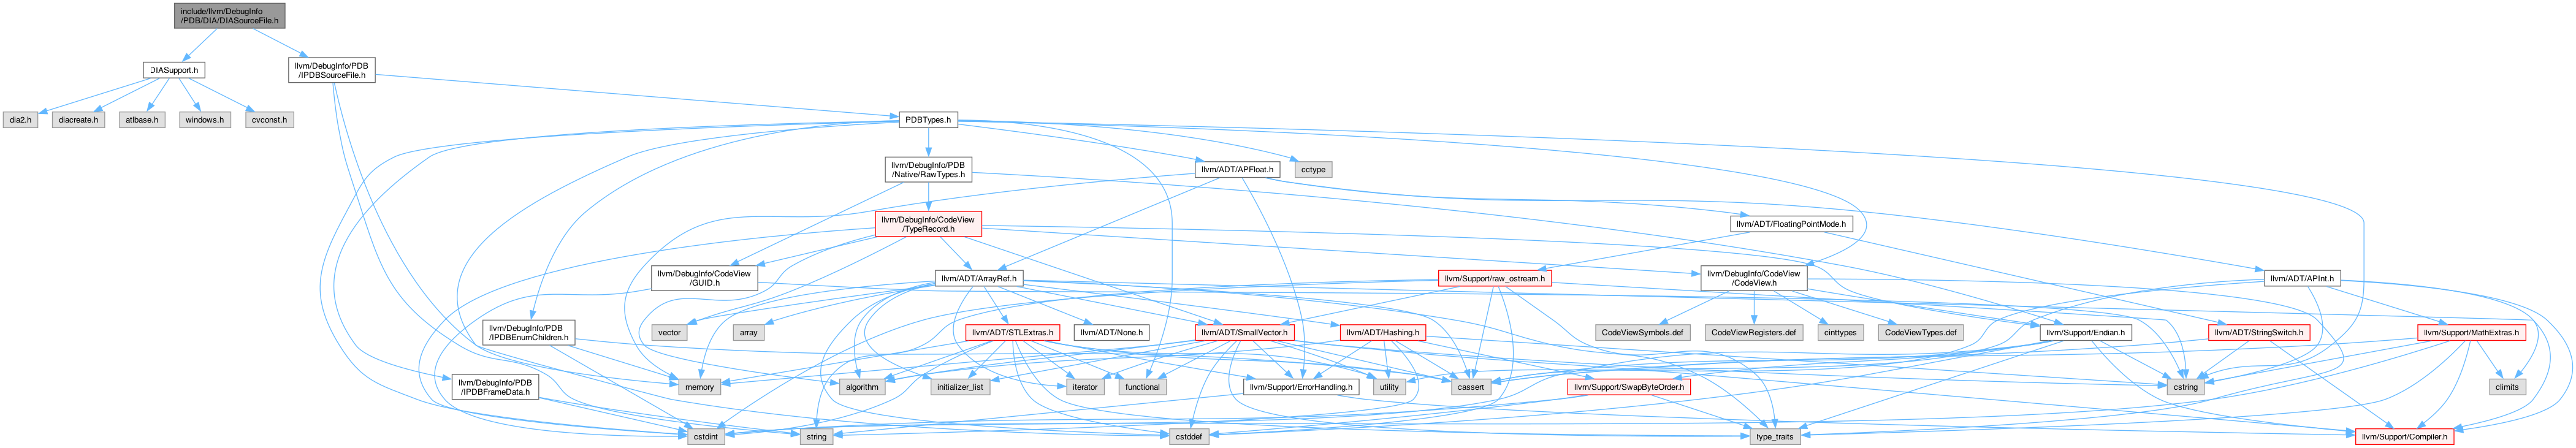 include/llvm/DebugInfo
/PDB/DIA/DIASourceFile.h
DIASupport.h
llvm/DebugInfo/PDB
/IPDBSourceFile.h
dia2.h
diacreate.h
atlbase.h
windows.h
cvconst.h
PDBTypes.h
llvm/DebugInfo/PDB
/Native/RawTypes.h
llvm/ADT/APFloat.h
cctype
llvm/DebugInfo/CodeView
/TypeRecord.h
llvm/ADT/FloatingPointMode.h
llvm/DebugInfo/CodeView
/GUID.h
llvm/ADT/ArrayRef.h
llvm/Support/raw_ostream.h
llvm/DebugInfo/CodeView
/CodeView.h
llvm/ADT/APInt.h
llvm/DebugInfo/PDB
/IPDBEnumChildren.h
vector
array
llvm/ADT/STLExtras.h
llvm/ADT/None.h
llvm/ADT/SmallVector.h
llvm/ADT/Hashing.h
CodeViewSymbols.def
CodeViewRegisters.def
cinttypes
CodeViewTypes.def
llvm/Support/Endian.h
llvm/ADT/StringSwitch.h
llvm/Support/MathExtras.h
llvm/DebugInfo/PDB
/IPDBFrameData.h
memory
algorithm
initializer_list
iterator
functional
llvm/Support/ErrorHandling.h
utility
cassert
llvm/Support/SwapByteOrder.h
cstring
climits
cstdint
string
cstddef
type_traits
llvm/Support/Compiler.h